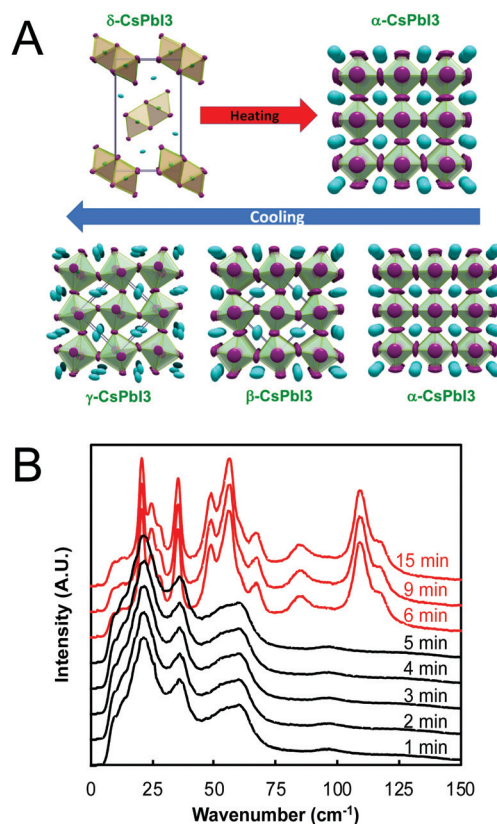 A
δ-CsPbI3
α-CsPbI3
Heating
Cooling
γ-CsPbI3
β-CsPbI3
α-CsPbI3
B
Intensity (A.U.)
15 min
9 min
6 min
5 min
4 min
3 min
2 min
1 min
0 25 50 75 100 125 150
Wavenumber (cm⁻¹)